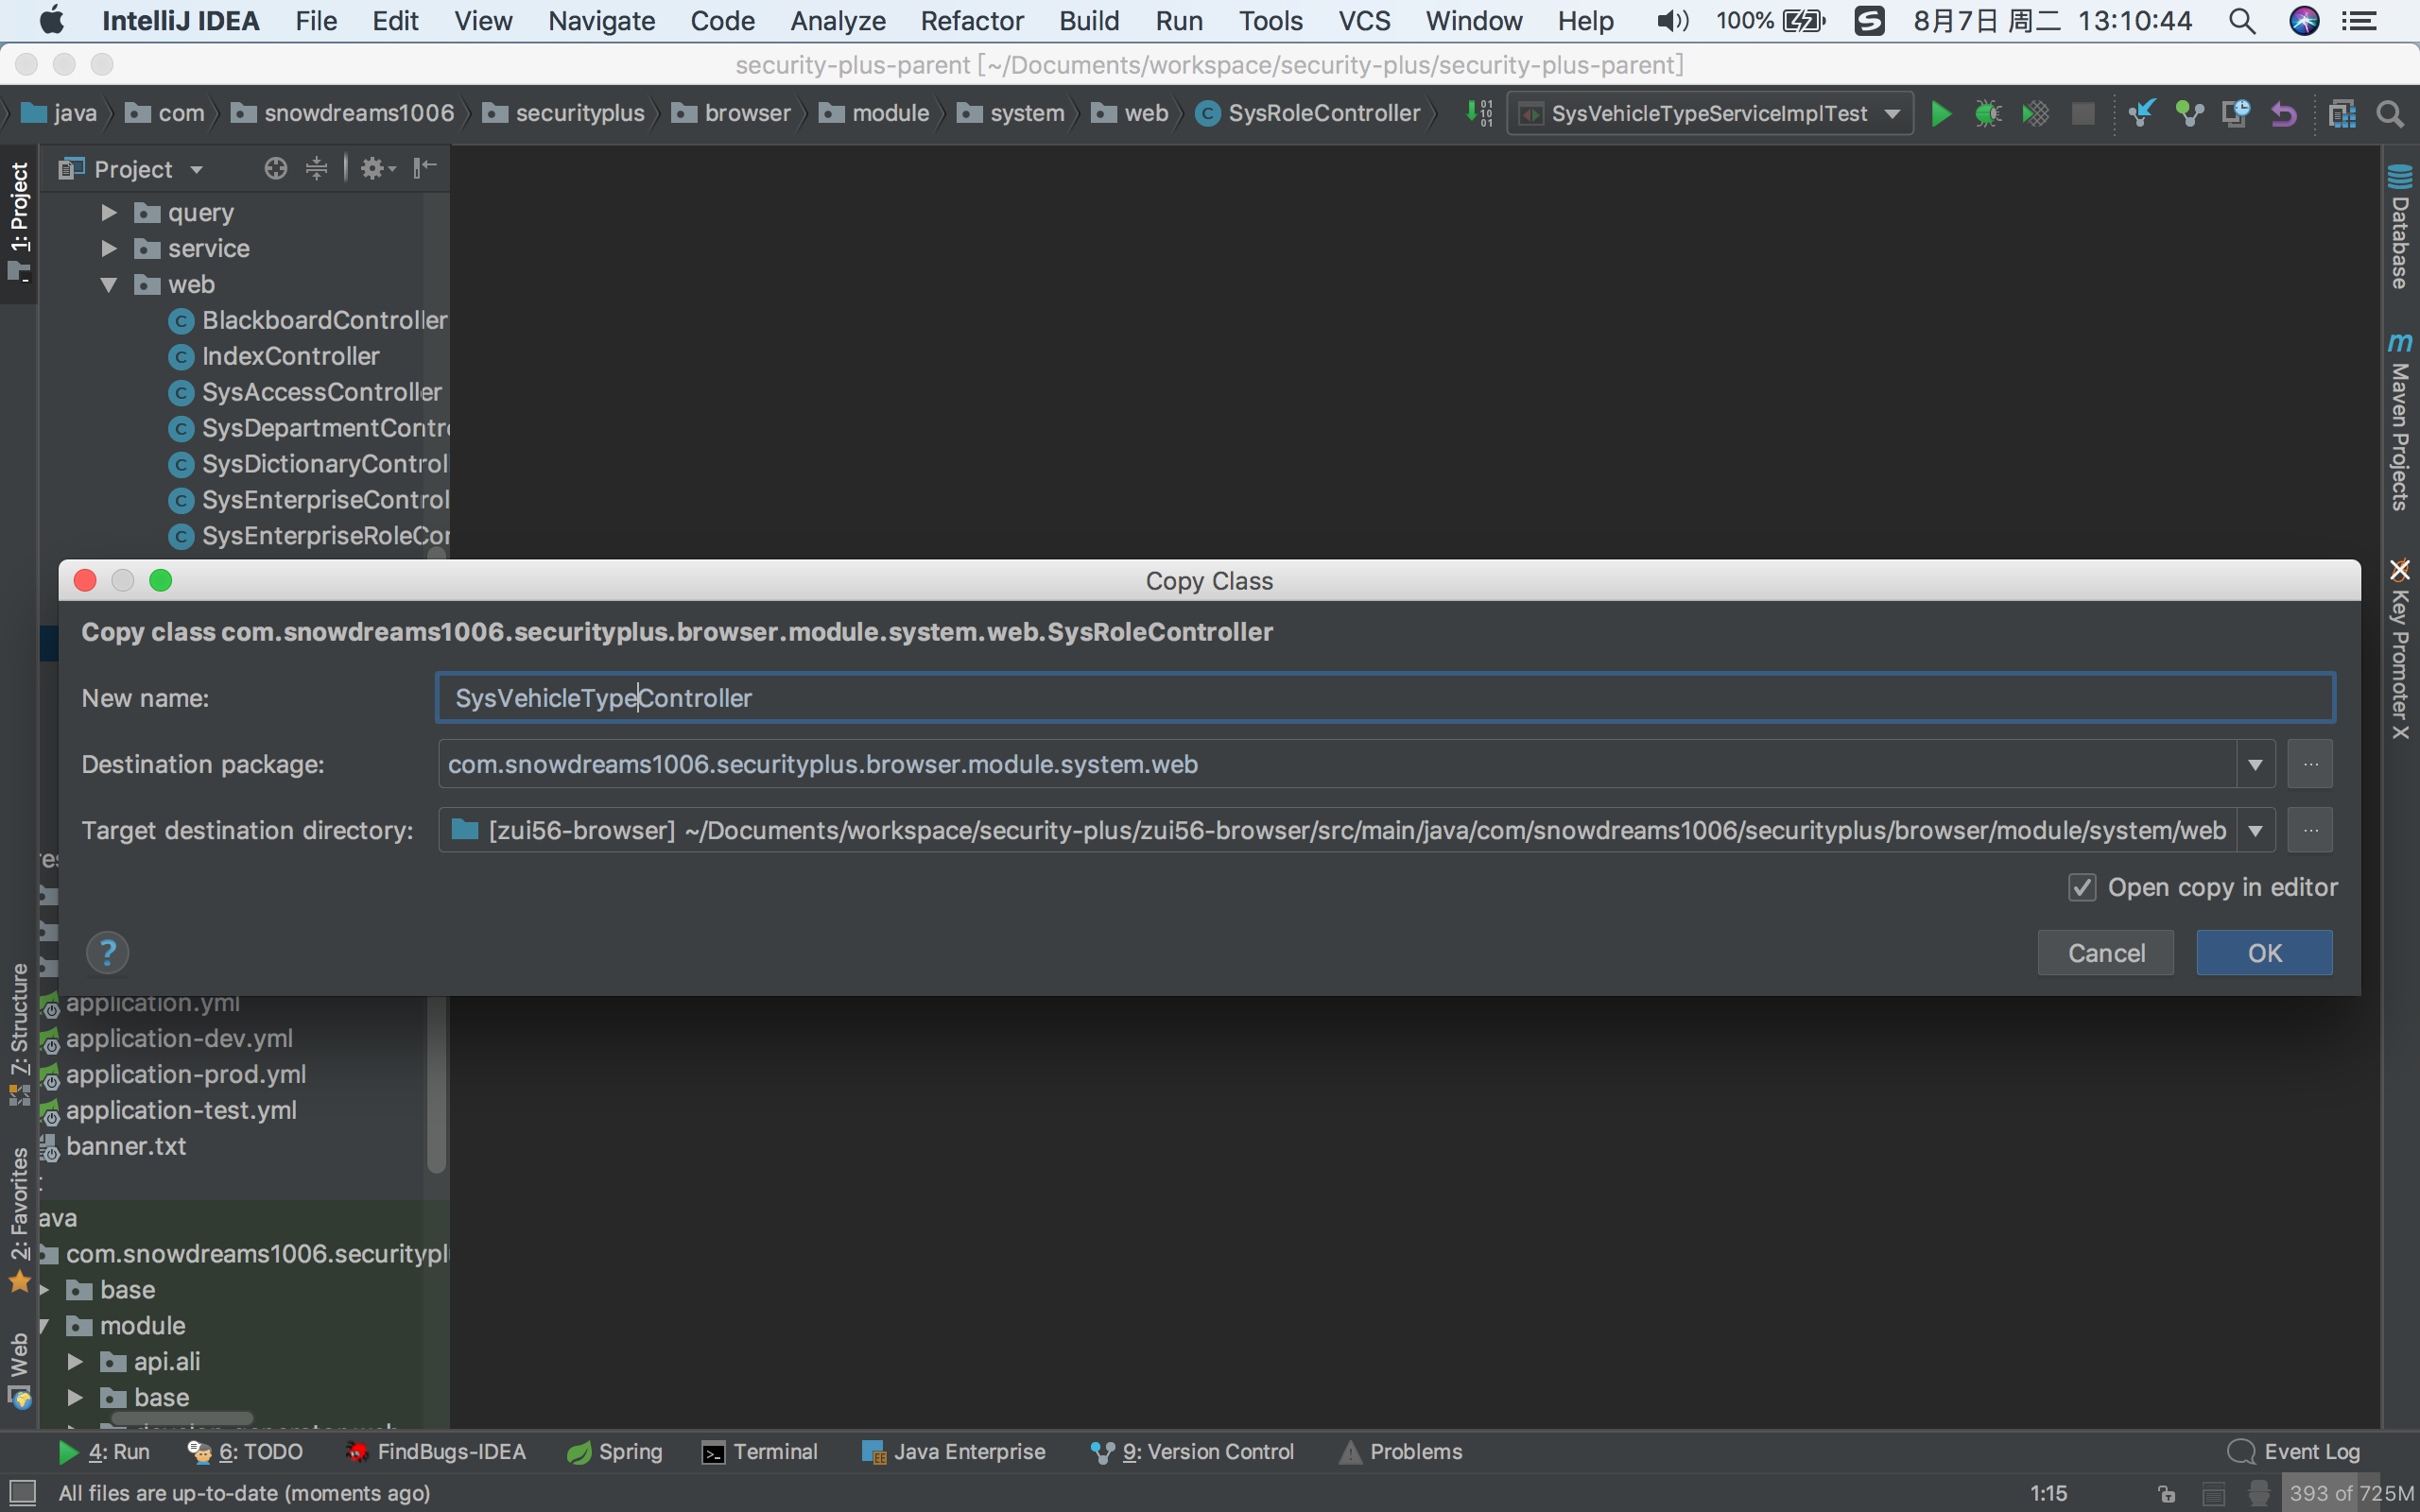 IntelliJ IDEA File Edit View Navigate Code Analyze Refactor Build Run Tools VCS Window Help 100% 8月7日 周二 13:10:44
security-plus-parent [~/Documents/workspace/security-plus/security-plus-parent]
java com snowdreams1006 securityplus browser module system web SysRoleController SysVehicleTypeServiceImplTest
Project
1: Project
query
service
web
BlackboardController
IndexController
SysAccessController
SysDepartmentContr
SysDictionaryControl
SysEnterpriseControl
SysEnterpriseRoleCon
Database
Maven Projects
Key Promoter X
Copy Class
Copy class com.snowdreams1006.securityplus.browser.module.system.web.SysRoleController
New name: SysVehicleTypeController
Destination package: com.snowdreams1006.securityplus.browser.module.system.web ...
Target destination directory: [zui56-browser] ~/Documents/workspace/security-plus/zui56-browser/src/main/java/com/snowdreams1006/securityplus/browser/module/system/web ...
Open copy in editor
? Cancel OK
application.yml
application-dev.yml
application-prod.yml
application-test.yml
banner.txt
ava
com.snowdreams1006.securitypl
base
module
api.ali
base
Z: Structure
2: Favorites
Web
4: Run 6: TODO FindBugs-IDEA Spring Terminal Java Enterprise 9: Version Control Problems Event Log
All files are up-to-date (moments ago) 1:15 393 of 725M